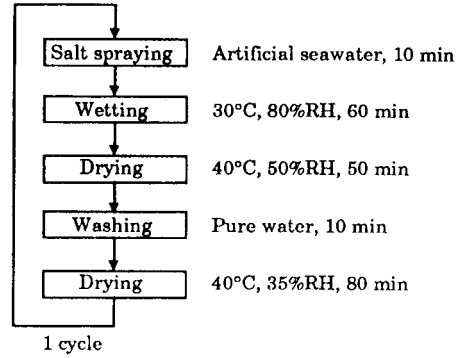 Salt spraying Artificial seawater, 10 min
Wetting 30°C, 80%RH, 60 min
Drying 40°C, 50%RH, 50 min
Washing Pure water, 10 min
Drying 40°C, 35%RH, 80 min
1 cycle